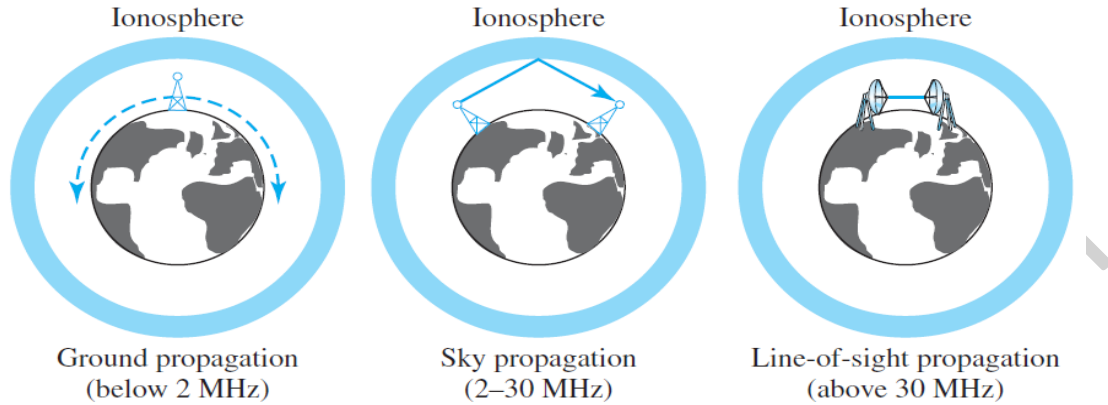 Ionosphere
Ionosphere
Ionosphere
Ground propagation
(below 2 MHz)
Sky propagation
(2–30 MHz)
Line-of-sight propagation
(above 30 MHz)